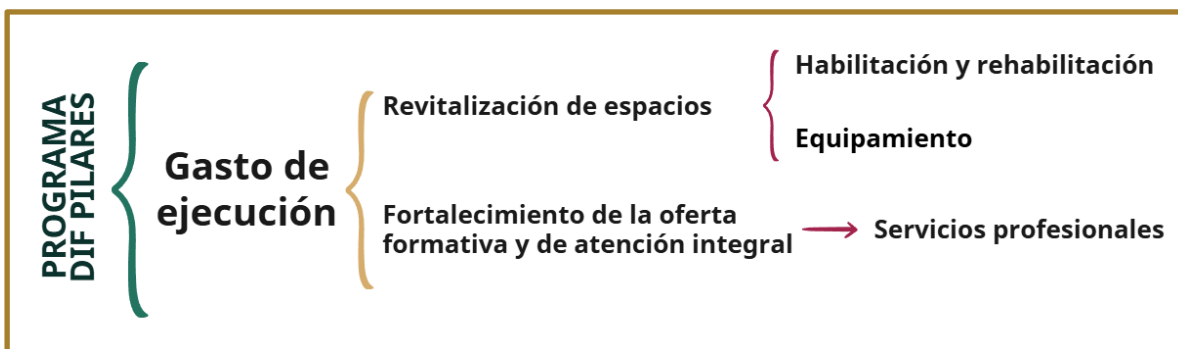 PROGRAMA
DIF PILARES
Gasto de
ejecución
Revitalización de espacios
Habilitación y rehabilitación
Equipamiento
Fortalecimiento de la oferta
formativa y de atención integral
Servicios profesionales